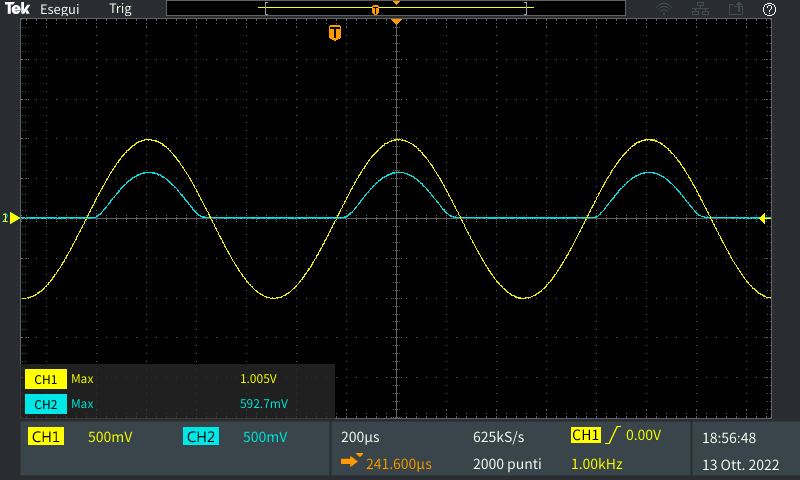 Tek Esegui Trig
T
T
CH1 Max 1.005V
CH2 Max 592.7mV
CH1 500mV CH2 500mV 200µs 625kS/s CH1 0.00V 18:56:48
241.600µs 2000 punti 1.00kHz 13 Ott. 2022